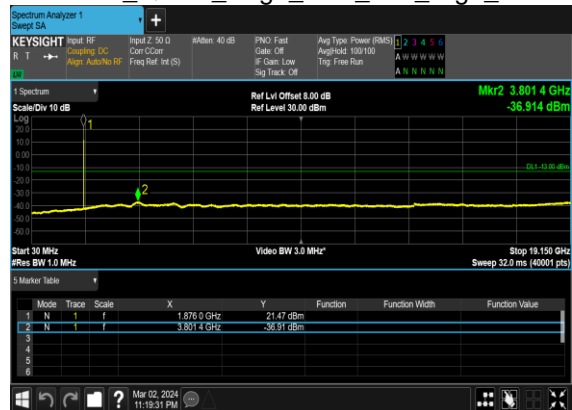 Spectrum Analyzer 1
Swept SA
+
KEYSIGHT Input: RF Input Z: 50 Ω #Atten: 40 dB PNO: Fast Avg Type: Power (RMS) 1 2 3 4 5 6
R T Coupling: DC Corr CCorr Gate: Off Avg|Hold: 100/100 A W W W W W
Align: Auto/No RF Freq Ref: Int (S) IF Gain: Low Trig: Free Run
Sig Track: Off A N N N N N
LW
1 Spectrum Ref Lvl Offset 8.00 dB Mkr2 3.801 4 GHz
Scale/Div 10 dB Ref Level 30.00 dBm -36.914 dBm
Log
1
20.0
10.0
0.00
-10.0
DL1 -13.00 dBm
-20.0
2
-30.0
-40.0
-50.0
-60.0
Start 30 MHz Video BW 3.0 MHz* Stop 19.150 GHz
#Res BW 1.0 MHz Sweep 32.0 ms (40001 pts)
5 Marker Table
Mode Trace Scale X Y Function Function Width Function Value
1 N 1 f 1.876 0 GHz 21.47 dBm
2 N 1 f 3.801 4 GHz -36.91 dBm
3
4
5
6
? Mar 02, 2024
11:19:31 PM